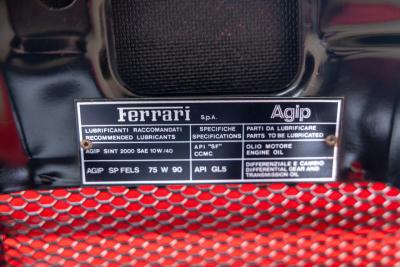 Ferrari S.p.A. Agip
LUBRIFICANTI RACCOMANDATI SPECIFICHE PARTI DA LUBRIFICARE
RECOMMENDED LUBRICANTS SPECIFICATIONS PARTS TO BE LUBRICATED
AGIP SINT 2000 SAE 10W/40 API "SF" OLIO MOTORE
CCMC ENGINE OIL
AGIP SP FELS 75 W 90 API GL5 DIFFERENZIALE E CAMBIO
DIFFERENTIAL GEAR AND
TRANSMISSION OIL